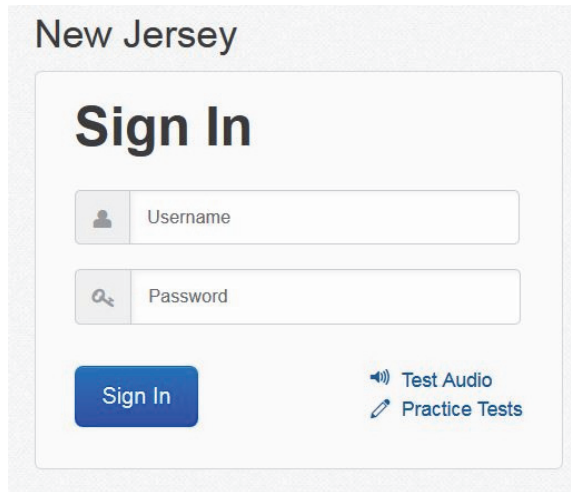 New Jersey
Sign In
Username
Password
Sign In
Test Audio
Practice Tests